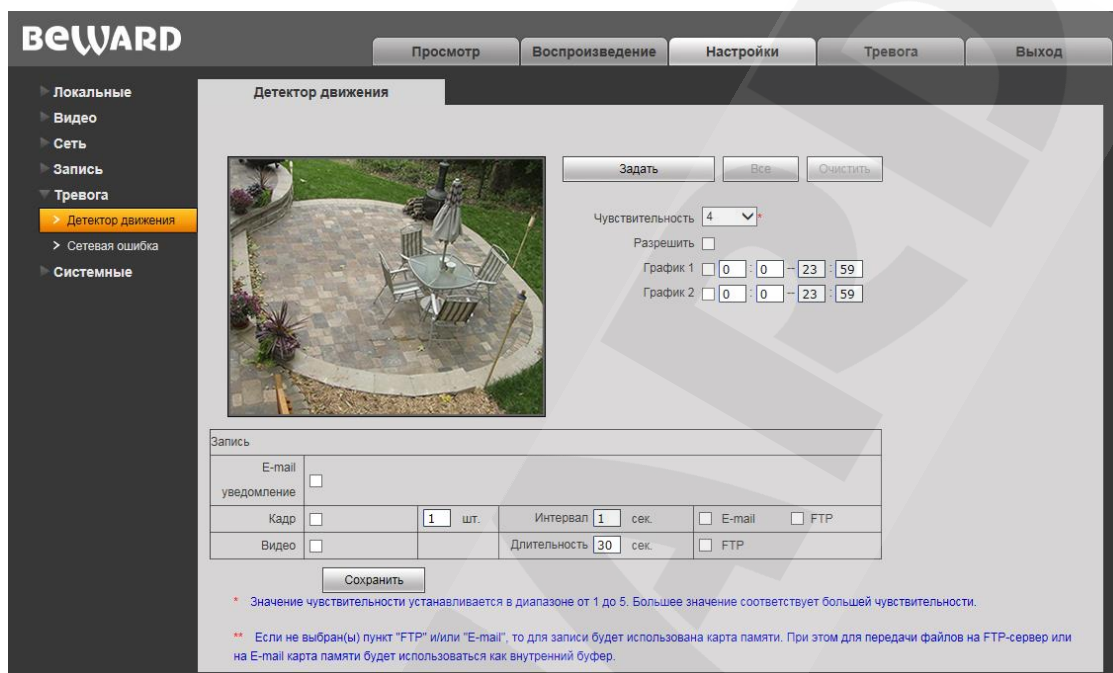 BEWARD
Просмотр Воспроизведение Настройки Тревога Выход
Локальные
Видео
Сеть
Запись
Тревога
> Детектор движения
> Сетевая ошибка
Системные
Детектор движения
Задать Все Очистить
Чувствительность 4 *
Разрешить
График 1 0 : 0 -- 23 : 59
График 2 0 : 0 -- 23 : 59
Запись
E-mail
уведомление
Кадр 1 шт. Интервал 1 сек. E-mail FTP
Видео Длительность 30 сек. FTP
Сохранить
* Значение чувствительности устанавливается в диапазоне от 1 до 5. Большее значение соответствует большей чувствительности.
** Если не выбран(ы) пункт "FTP" и/или "E-mail", то для записи будет использована карта памяти. При этом для передачи файлов на FTP-сервер или
на E-mail карта памяти будет использоваться как внутренний буфер.